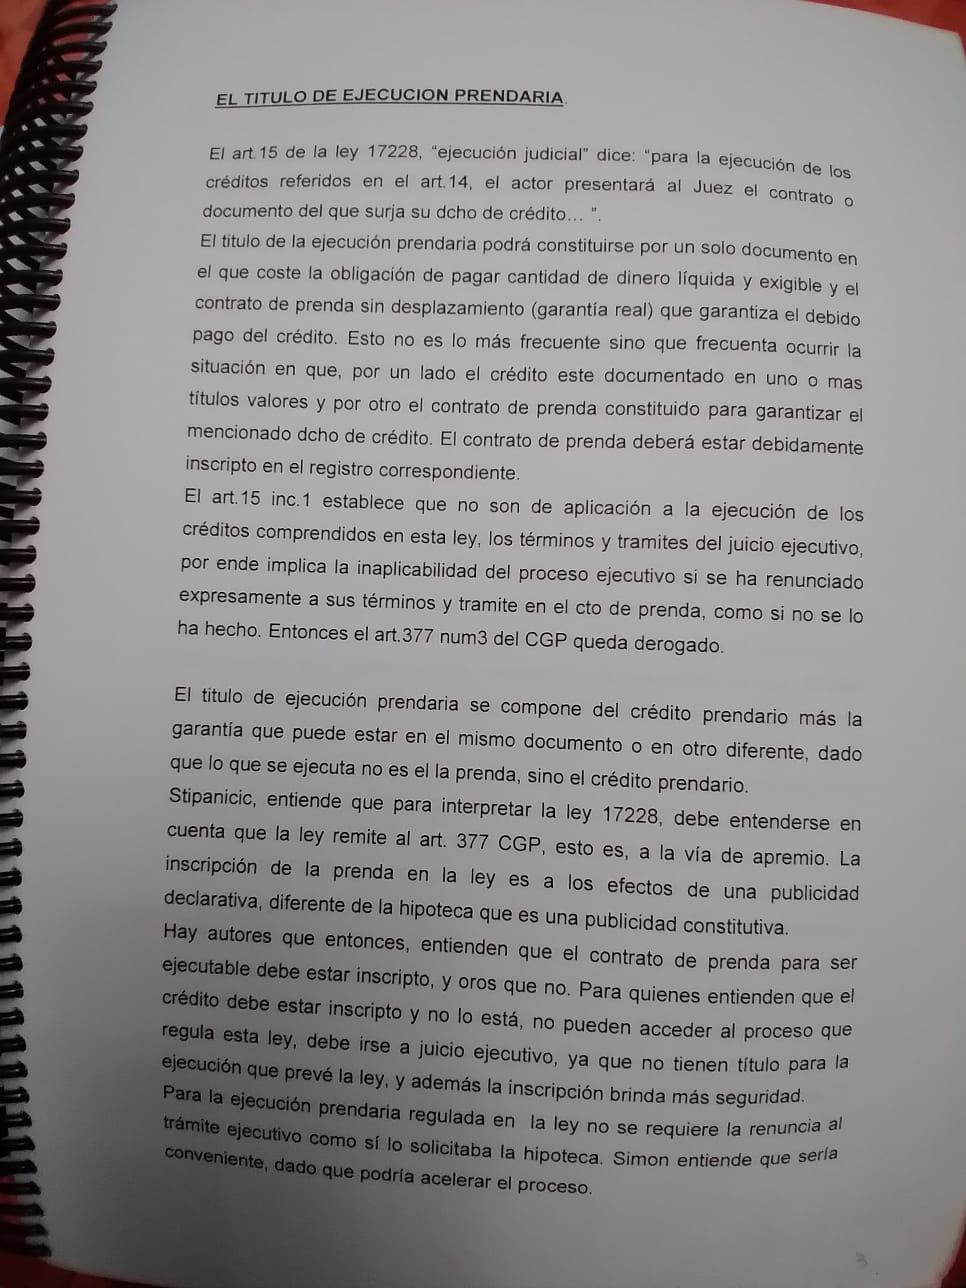 EL TITULO DE EJECUCION PRENDARIA.
El art.15 de la ley 17228, “ejecución judicial” dice: “para la ejecución de los
créditos referidos en el art.14, el actor presentará al Juez el contrato o
documento del que surja su dcho de crédito... ”.
El titulo de la ejecución prendaria podrá constituirse por un solo documento en
el que coste la obligación de pagar cantidad de dinero líquida y exigible y el
contrato de prenda sin desplazamiento (garantía real) que garantiza el debido
pago del crédito. Esto no es lo más frecuente sino que frecuenta ocurrir la
situación en que, por un lado el crédito este documentado en uno o mas
títulos valores y por otro el contrato de prenda constituido para garantizar el
mencionado dcho de crédito. El contrato de prenda deberá estar debidamente
inscripto en el registro correspondiente.
El art.15 inc.1 establece que no son de aplicación a la ejecución de los
créditos comprendidos en esta ley, los términos y tramites del juicio ejecutivo,
por ende implica la inaplicabilidad del proceso ejecutivo si se ha renunciado
expresamente a sus términos y tramite en el cto de prenda, como si no se lo
ha hecho. Entonces el art.377 num3 del CGP queda derogado.
El titulo de ejecución prendaria se compone del crédito prendario más la
garantía que puede estar en el mismo documento o en otro diferente, dado
que lo que se ejecuta no es el la prenda, sino el crédito prendario.
Stipanicic, entiende que para interpretar la ley 17228, debe entenderse en
cuenta que la ley remite al art. 377 CGP, esto es, a la vía de apremio. La
inscripción de la prenda en la ley es a los efectos de una publicidad
declarativa, diferente de la hipoteca que es una publicidad constitutiva.
Hay autores que entonces, entienden que el contrato de prenda para ser
ejecutable debe estar inscripto, y oros que no. Para quienes entienden que el
crédito debe estar inscripto y no lo está, no pueden acceder al proceso que
regula esta ley, debe irse a juicio ejecutivo, ya que no tienen título para la
ejecución que prevé la ley, y además la inscripción brinda más seguridad.
Para la ejecución prendaria regulada en la ley no se requiere la renuncia al
trámite ejecutivo como sí lo solicitaba la hipoteca. Simon entiende que sería
conveniente, dado que podría acelerar el proceso.
3